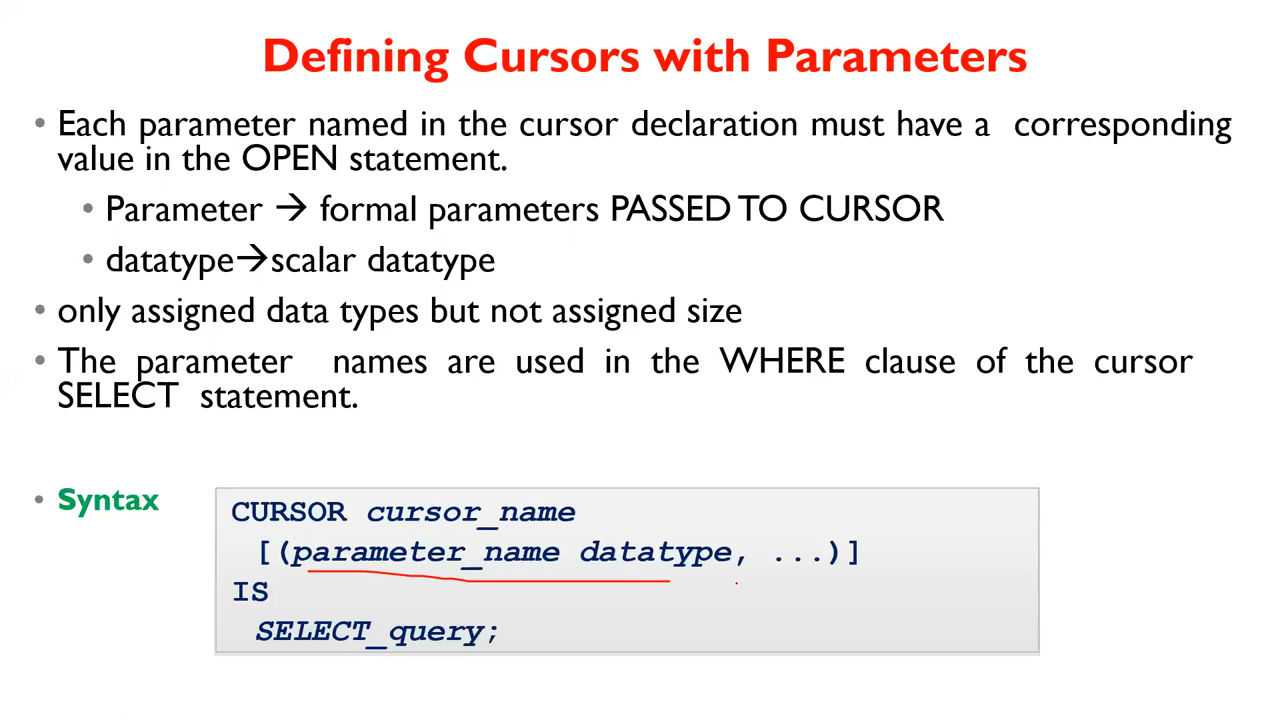 Defining Cursors with Parameters
• Each parameter named in the cursor declaration must have a corresponding
value in the OPEN statement.
• Parameter → formal parameters PASSED TO CURSOR
• datatype→scalar datatype
• only assigned data types but not assigned size
• The parameter names are used in the WHERE clause of the cursor
SELECT statement.
• Syntax
CURSOR cursor_name
[(parameter_name datatype, ...)]
IS
SELECT_query;